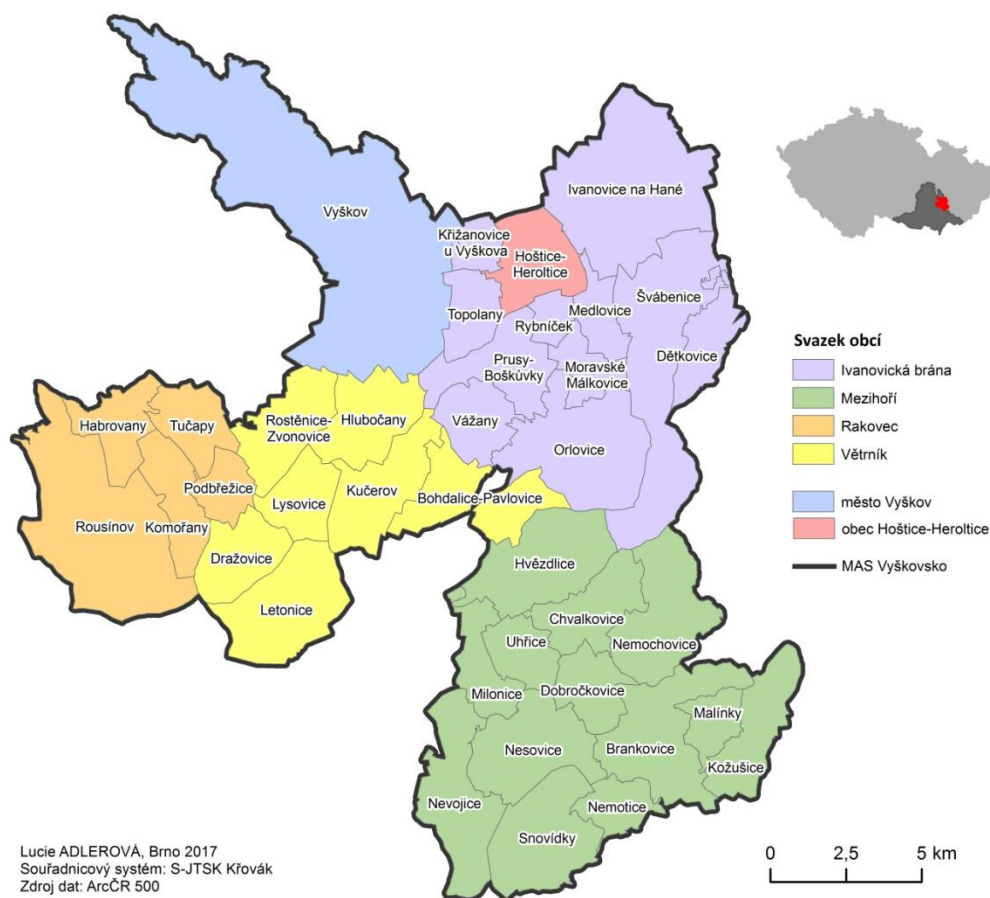 Ivanovice na Hané
Vyškov
Křižanovice
u Vyškova
Hoštice-
Heroltice
Švábenice
Medlovice
Topolany
Rybníček
Dětkovice
Prusy-
Boškůvky
Moravské
Málkovice
Vážany
Orlovice
Habrovany
Tučapy
Rostěnice-
Zvonovice
Hlubočany
Podbřežice
Lysovice
Kučerov
Bohdalice-Pavlovice
Rousínov
Komořany
Dražovice
Letonice
Hvězdlice
Chvalkovice
Uhřice
Nemochovice
Milonice
Dobročkovice
Malínky
Nesovice
Brankovice
Kožušice
Nevojice
Nemotice
Snovídky
Svazek obcí
Ivanovická brána
Mezihoří
Rakovec
Větrník
město Vyškov
obec Hoštice-Heroltice
MAS Vyškovsko
Lucie ADLEROVÁ, Brno 2017
Souřadnicový systém: S-JTSK Křovák
Zdroj dat: ArcČR 500
0 2,5 5 km